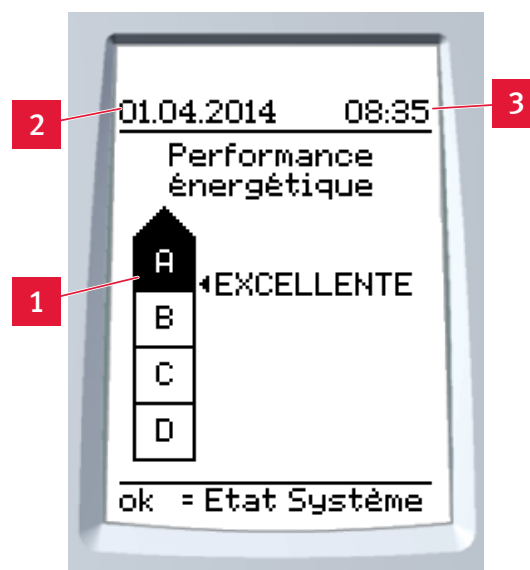 2
01.04.2014 08:35
3
Performance
énergétique
A
EXCELLENTE
1
B
C
D
ok = Etat Système